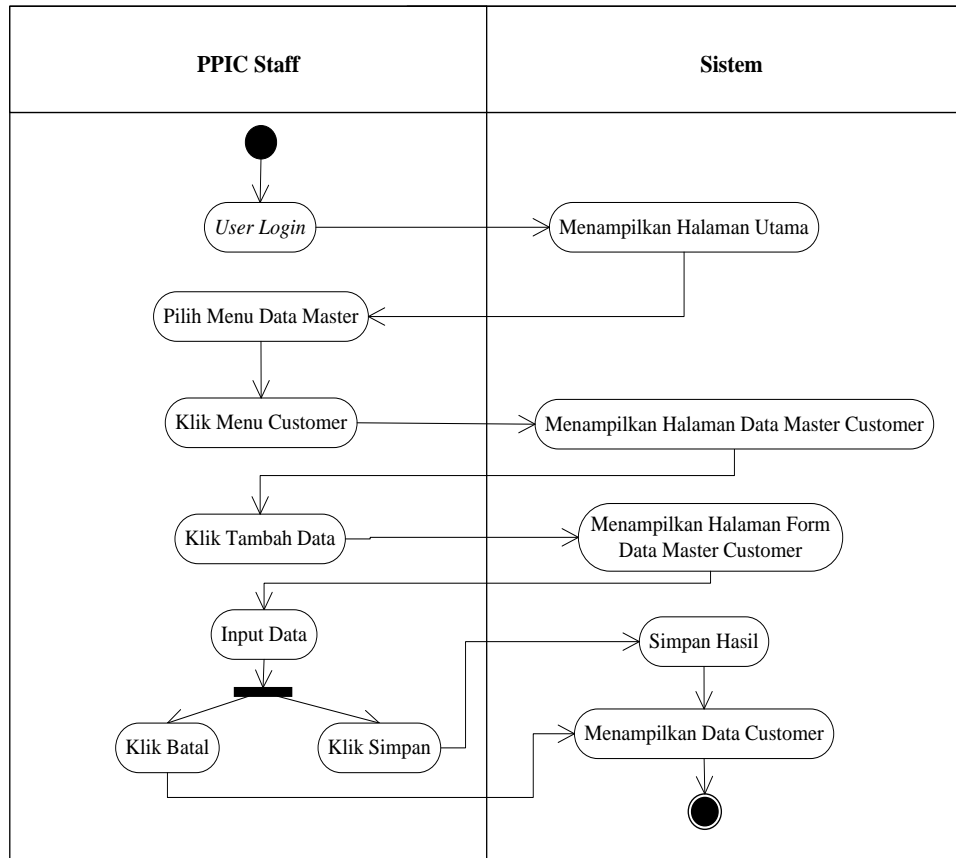 PPIC Staff
Sistem
User Login
Menampilkan Halaman Utama
Pilih Menu Data Master
Klik Menu Customer
Menampilkan Halaman Data Master Customer
Klik Tambah Data
Menampilkan Halaman Form
Data Master Customer
Input Data
Simpan Hasil
Klik Batal
Klik Simpan
Menampilkan Data Customer